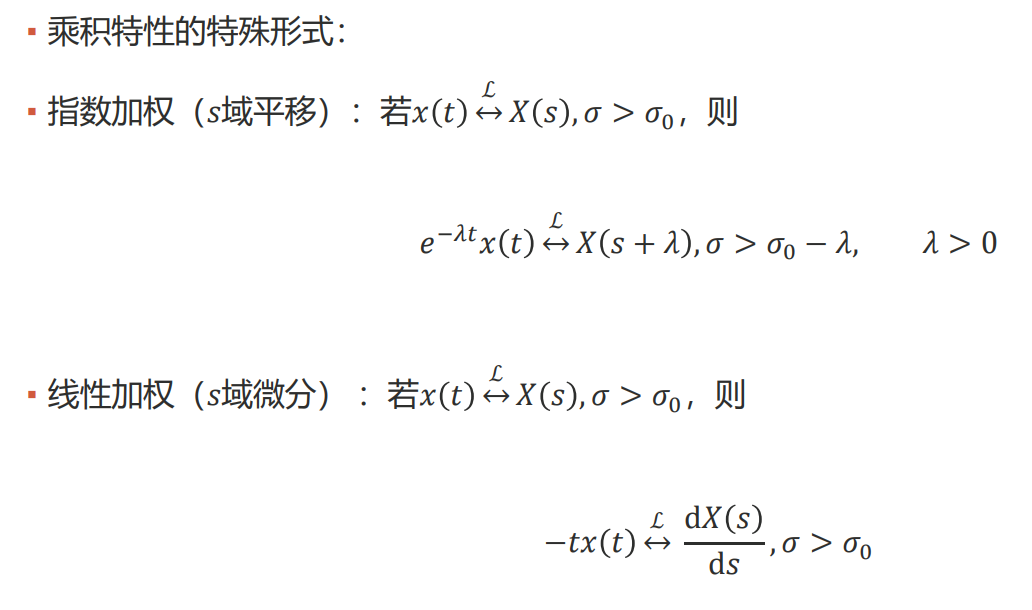 ▪ 乘积特性的特殊形式：
▪ 指数加权（s域平移）：若x(t) ↔^ℒ X(s), σ > σ₀，则
e^{−λt}x(t) ↔^ℒ X(s + λ), σ > σ₀ − λ, λ > 0
▪ 线性加权（s域微分）：若x(t) ↔^ℒ X(s), σ > σ₀，则
−tx(t) ↔^ℒ dX(s)/ds, σ > σ₀